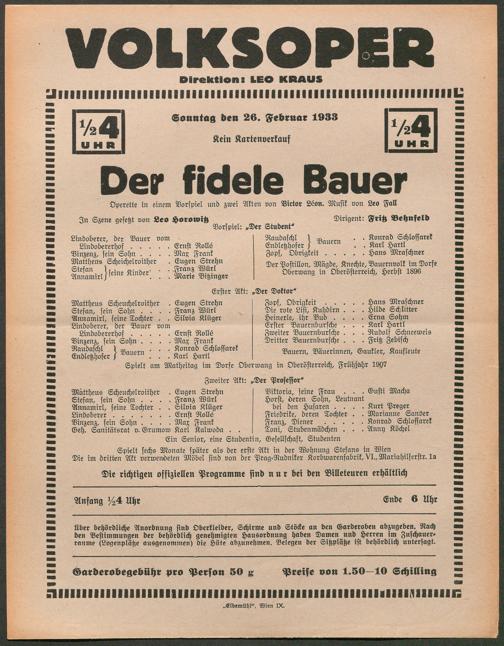 VOLKSOPER
Direktion: LEO KRAUS
½4 UHR
Sonntag den 26. Februar 1933
½4 UHR
Kein Kartenverkauf
Der fidele Bauer
Operette in einem Vorspiel und zwei Akten von Victor Léon. Musik von Leo Fall
In Szene gesetzt von Leo Horowitz
Dirigent: Fritz Behnfeld
Vorspiel: „Der Student“
Lindoberer, der Bauer vom
Lindobererhof . . . . . Ernst Rollé
Vinzenz, sein Sohn . . . . Max Frank
Matthaeus Scheuchelroither . Eugen Strehn
Stefan } seine Kinder . . . Franz Würl
Annamirl } Marie Witzinger
Raudaschl } Bauern . . Konrad Schlossarek
Endletzhofer } . . Karl Hartl
Zopf, Obrigkeit . . . . Hans Mraschner
Der Postillon, Mägde, Knechte, Bauernvolk im Dorfe
Oberwang in Oberösterreich, Herbst 1896
Erster Akt: „Der Doktor“
Mattheus Scheuchelroither . Eugen Strehn
Stefan, sein Sohn . . . . Franz Würl
Annamirl, seine Tochter . . Silvia Klüger
Lindoberer, der Bauer vom
Lindobererhof . . . . . Ernst Rollé
Vinzenz, sein Sohn . . . . Max Frank
Raudaschl } Bauern . . . Konrad Schlossarek
Endletzhofer } . . . Karl Hartl
Zopf, Obrigkeit . . . . Hans Mraschner
Die rote Lisi, Kuhdirn . . Hilde Schlitter
Heinerle, ihr Bub . . . Erna Sohm
Erster Bauernbursche . . Karl Hartl
Zweiter Bauernbursche . . Rudolf Schneeweis
Dritter Bauernbursche . . Fritz Zebisch
Bauern, Bäuerinnen, Gaukler, Kaufleute
Spielt am Matheitag im Dorfe Oberwang in Oberösterreich, Frühjahr 1907
Zweiter Akt: „Der Professor“
Mattheus Scheuchelroither . Eugen Strehn
Stefan, sein Sohn . . . . Franz Würl
Annamirl, seine Tochter . . Silvia Klüger
Lindoberer . . . . . . Ernst Rollé
Vinzenz, sein Sohn . . . . Max Frank
Geh. Sanitätsrat v. Grumow Karl Kalwoda . .
Viktoria, seine Frau . . . Gusti Macha
Horst, deren Sohn, Leutnant
bei den Husaren . . . . Kurt Preger
Friederike, deren Tochter . Marianne Sander
Franz, Diener . . . . . Konrad Schlossarek
Toni, Stubenmädchen . . . Anny Köchel
Ein Senior, eine Studentin, Gesellschaft, Studenten
Spielt sechs Monate später als der erste Akt in der Wohnung Stefans in Wien
Die im dritten Akt verwendeten Möbel sind von der Prag-Rudniker Korbwarenfabrik, VI., Mariahilferstr. 1a
Die richtigen offiziellen Programme sind nur bei den Billeteuren erhältlich
Anfang ½4 Uhr
Ende 6 Uhr
Über behördliche Anordnung sind Oberkleider, Schirme und Stöcke an den Garderoben abzugeben. Nach
den Bestimmungen der behördlich genehmigten Hausordnung haben Damen und Herren im Zuschauer-
raume (Logenplätze ausgenommen) die Hüte abzunehmen. Belegen der Sitzplätze ist behördlich untersagt.
Garderobegebühr pro Person 50 g
Preise von 1.50—10 Schilling
„Elbemühl“, Wien IX.